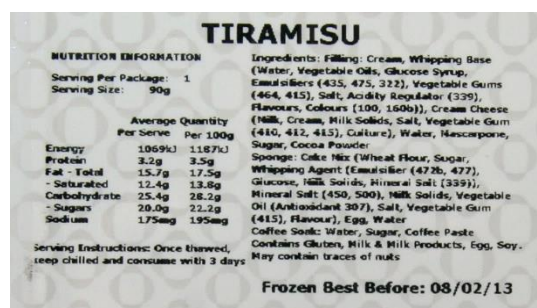 TIRAMISU
NUTRITION INFORMATION
Serving Per Package: 1
Serving Size: 90g
Average Quantity
Per Serve Per 100g
Energy 1069kJ 1187kJ
Protein 3.2g 3.5g
Fat - Total 15.7g 17.5g
- Saturated 12.4g 13.8g
Carbohydrate 25.4g 28.2g
- Sugars 20.0g 22.2g
Sodium 175mg 195mg
Serving Instructions: Once thawed,
keep chilled and consume with 3 days
Ingredients: Filling: Cream, Whipping Base
(Water, Vegetable Oils, Glucose Syrup,
Emulsifiers (435, 475, 322), Vegetable Gums
(464, 415), Salt, Acidity Regulator (339),
Flavours, Colours (100, 160b)), Cream Cheese
(Milk, Cream, Milk Solids, Salt, Vegetable Gum
(410, 412, 415), Culture), Water, Mascarpone,
Sugar, Cocoa Powder
Sponge: Cake Mix (Wheat Flour, Sugar,
Whipping Agent (Emulsifier (472b, 477),
Glucose, Milk Solids, Mineral Salt (339)),
Mineral Salt (450, 500), Milk Solids, Vegetable
Oil (Antioxidant 307), Salt, Vegetable Gum
(415), Flavour), Egg, Water
Coffee Soak: Water, Sugar, Coffee Paste
Contains Gluten, Milk & Milk Products, Egg, Soy.
May contain traces of nuts
Frozen Best Before: 08/02/13